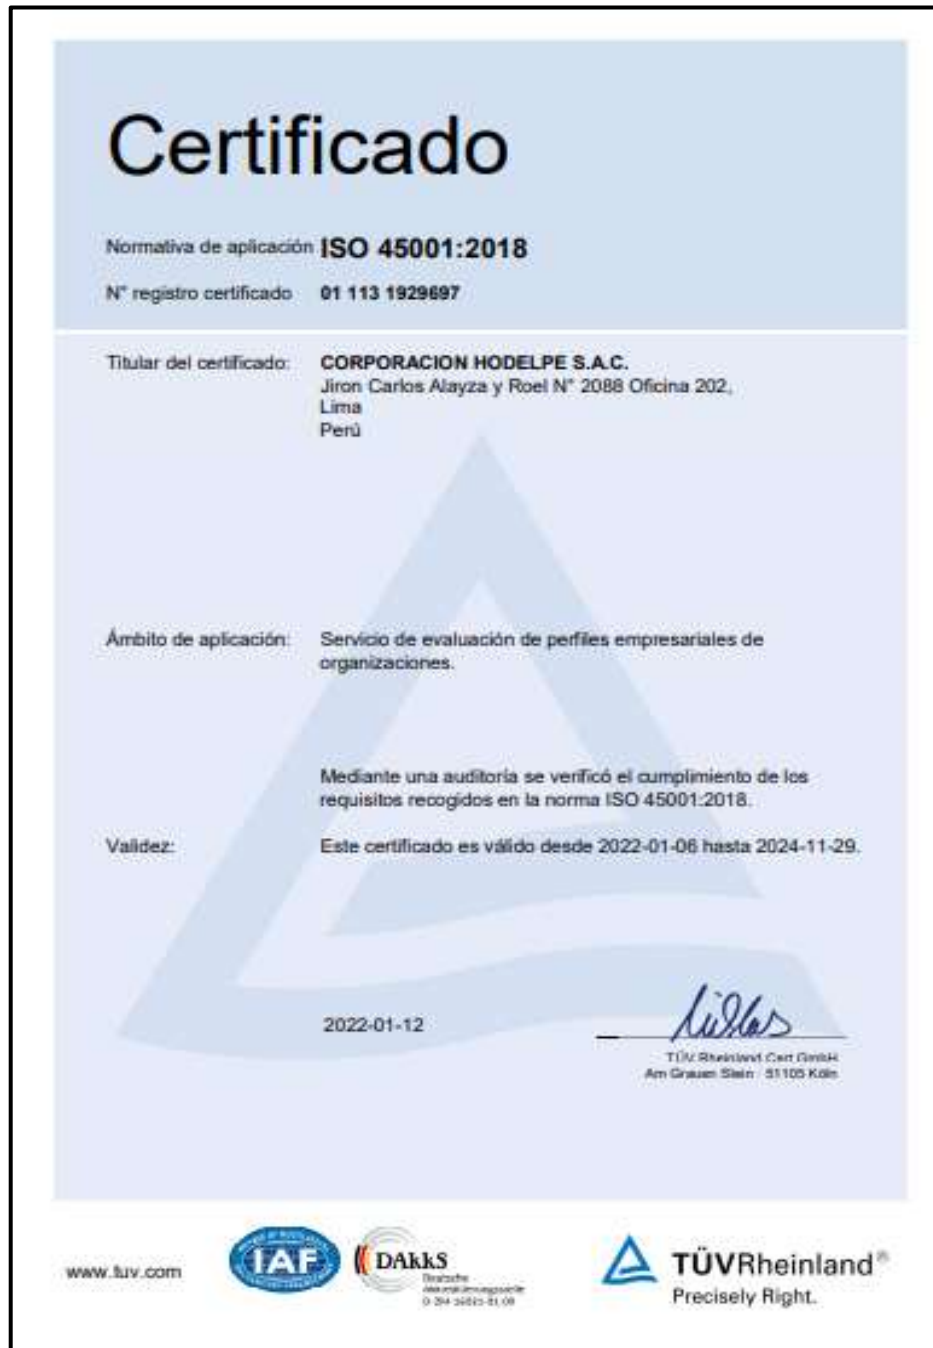 Certificado
Normativa de aplicación ISO 45001:2018
N° registro certificado 01 113 1929697
Titular del certificado: CORPORACION HODELPE S.A.C.
Jiron Carlos Alayza y Roel N° 2088 Oficina 202,
Lima
Perú
Ámbito de aplicación: Servicio de evaluación de perfiles empresariales de
organizaciones.
Mediante una auditoría se verificó el cumplimiento de los
requisitos recogidos en la norma ISO 45001:2018.
Validez: Este certificado es válido desde 2022-01-06 hasta 2024-11-29.
2022-01-12
TÜV Rheinland Cert GmbH
Am Grauen Stein · 51105 Köln
www.tuv.com
IAF
DAkkS
Deutsche
Akkreditierungsstelle
TÜVRheinland®
Precisely Right.